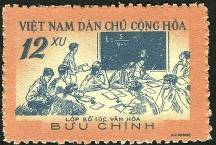 VIỆT NAM DÂN CHỦ CỘNG HÒA
12 XU
LỚP BỔ TÚC VĂN HÓA
BƯU CHÍNH